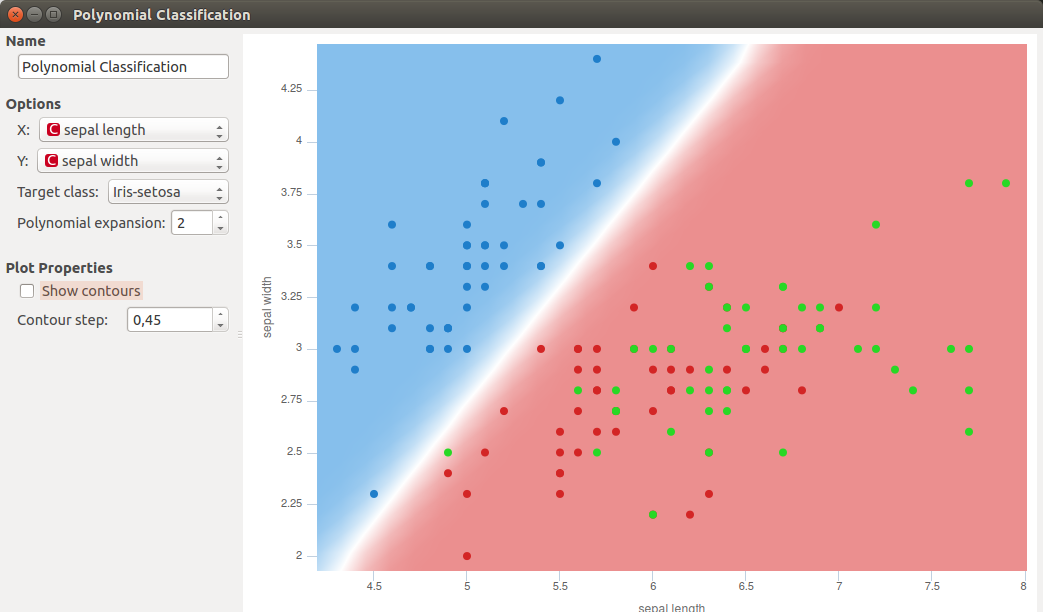 Polynomial Classification
Name
Polynomial Classification
Options
X: C sepal length
Y: C sepal width
Target class: Iris-setosa
Polynomial expansion: 2
Plot Properties
Show contours
Contour step: 0,45
sepal width
4.25
4
3.75
3.5
3.25
3
2.75
2.5
2.25
2
4.5 5 5.5 6 6.5 7 7.5 8
sepal length